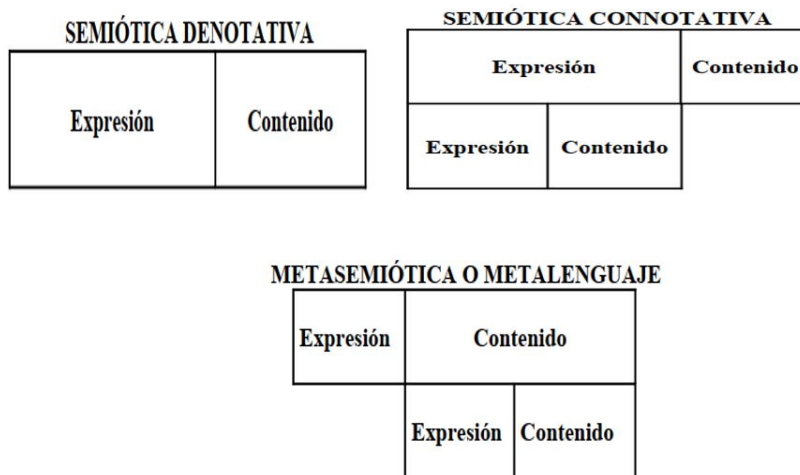 SEMIÓTICA DENOTATIVA
Expresión Contenido
SEMIÓTICA CONNOTATIVA
Expresión Contenido
Expresión Contenido
METASEMIÓTICA O METALENGUAJE
Expresión Contenido
Expresión Contenido